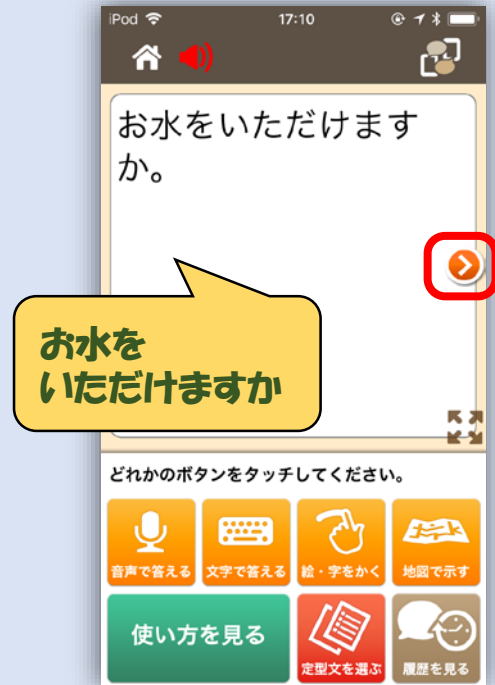 iPod 17:10
お水をいただけます
か。
お水を
いただけますか
どれかのボタンをタッチしてください。
音声で答える 文字で答える 絵・字をかく 地図で示す
使い方を見る 定型文を選ぶ 履歴を見る